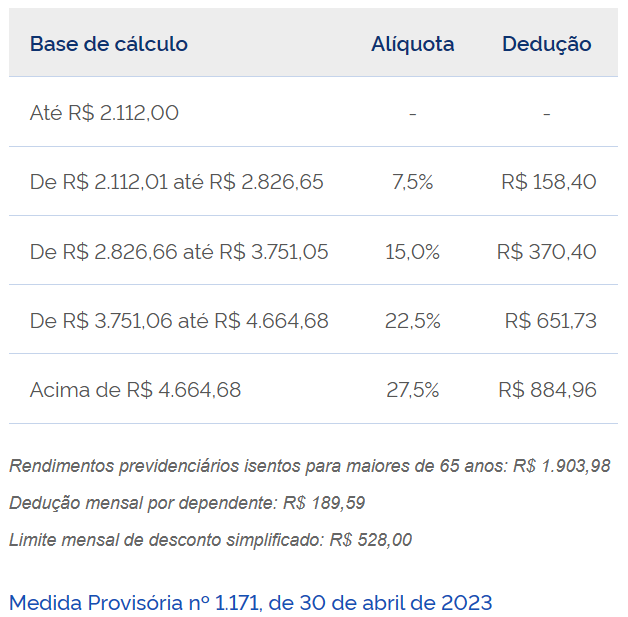 Base de cálculo Alíquota Dedução
Até R$ 2.112,00 - -
De R$ 2.112,01 até R$ 2.826,65 7,5% R$ 158,40
De R$ 2.826,66 até R$ 3.751,05 15,0% R$ 370,40
De R$ 3.751,06 até R$ 4.664,68 22,5% R$ 651,73
Acima de R$ 4.664,68 27,5% R$ 884,96
Rendimentos previdenciários isentos para maiores de 65 anos: R$ 1.903,98
Dedução mensal por dependente: R$ 189,59
Limite mensal de desconto simplificado: R$ 528,00
Medida Provisória nº 1.171, de 30 de abril de 2023